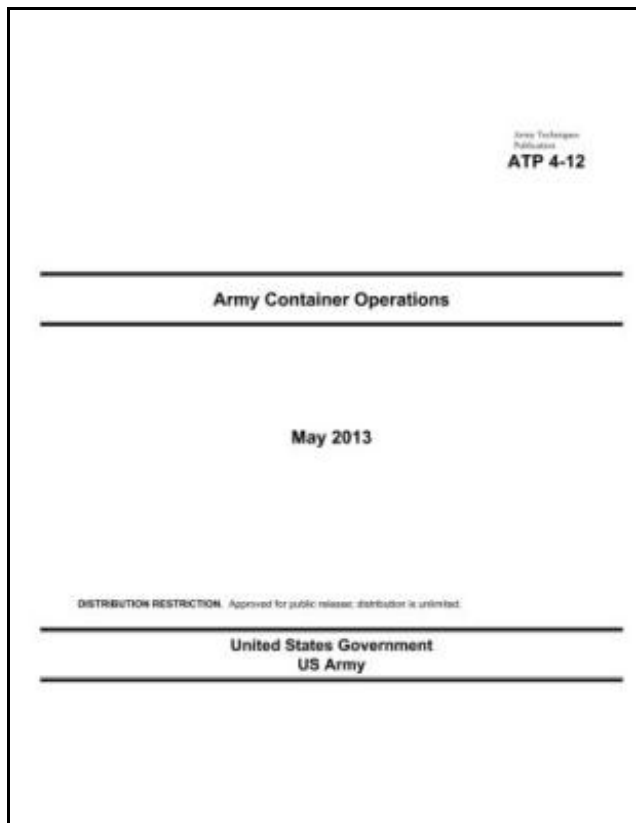 Army Techniques
Publication
ATP 4-12
Army Container Operations
May 2013
DISTRIBUTION RESTRICTION. Approved for public release; distribution is unlimited.
United States Government
US Army